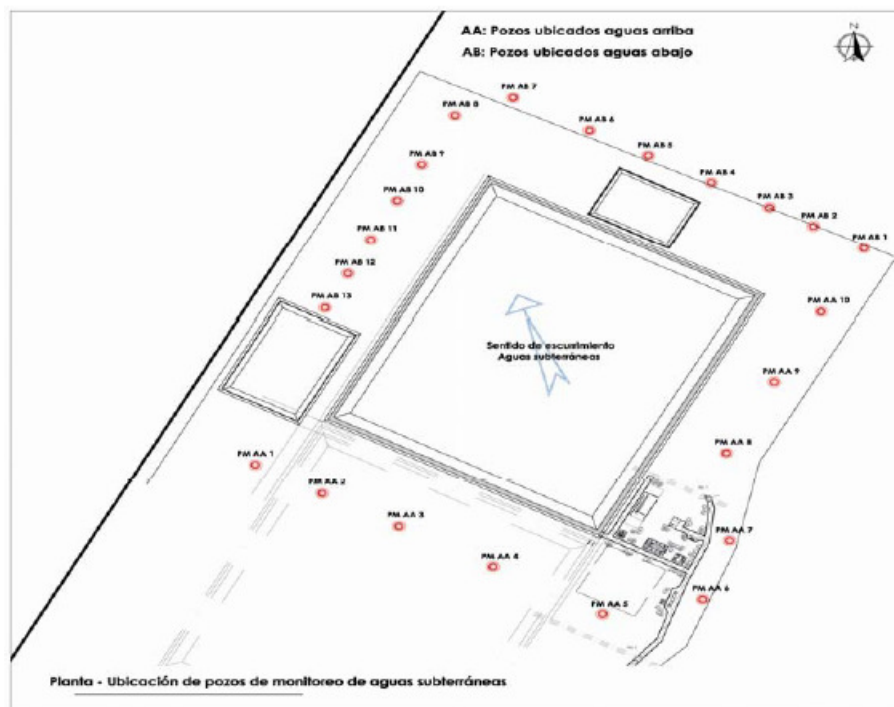 AA: Pozos ubicados aguas arriba
AB: Pozos ubicados aguas abajo
N
PM AB 7
PM AB 8
PM AB 6
PM AB 5
PM AB 9
PM AB 4
PM AB 10
PM AB 3
PM AB 2
PM AB 11
PM AB 1
PM AB 12
PM AB 13
PM AA 10
Sentido de escurrimiento
Aguas subterráneas
PM AA 9
PM AA 8
PM AA 1
PM AA 2
PM AA 3
PM AA 7
PM AA 4
PM AA 6
PM AA 5
Planta - Ubicación de pozos de monitoreo de aguas subterráneas